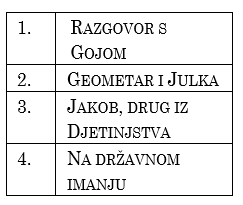 1. RAZGOVOR S
GOJOM
2. GEOMETAR I JULKA
3. JAKOB, DRUG IZ
DJETINJSTVA
4. NA DRŽAVNOM
IMANJU